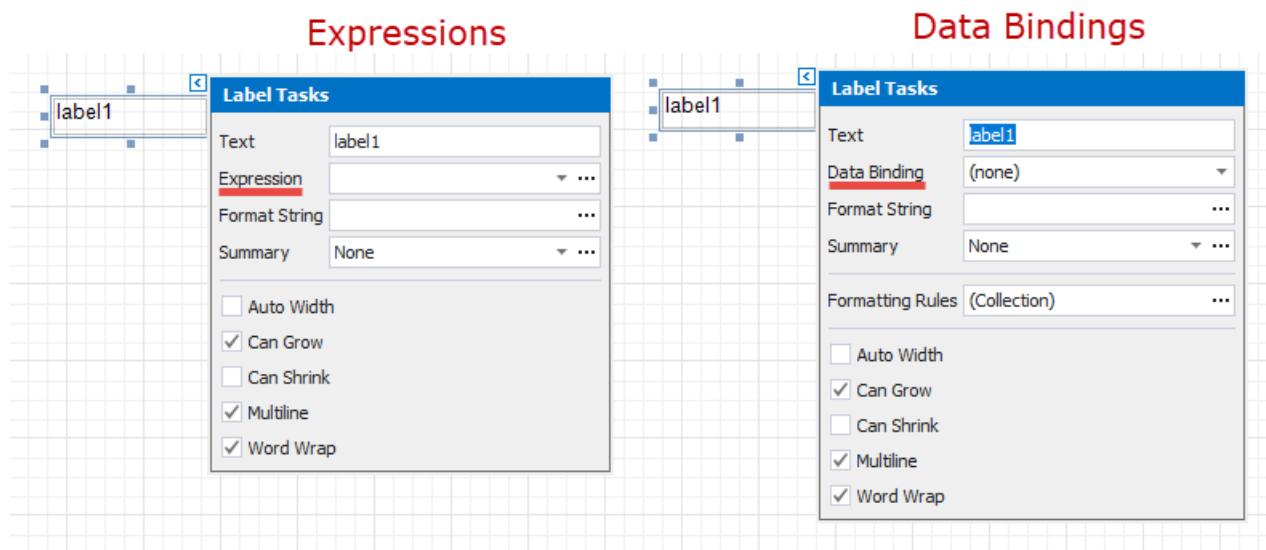 Expressions
label1
Label Tasks
Text label1
Expression
Format String
Summary None
Auto Width
Can Grow
Can Shrink
Multiline
Word Wrap
Data Bindings
label1
Label Tasks
Text label1
Data Binding (none)
Format String
Summary None
Formatting Rules (Collection)
Auto Width
Can Grow
Can Shrink
Multiline
Word Wrap